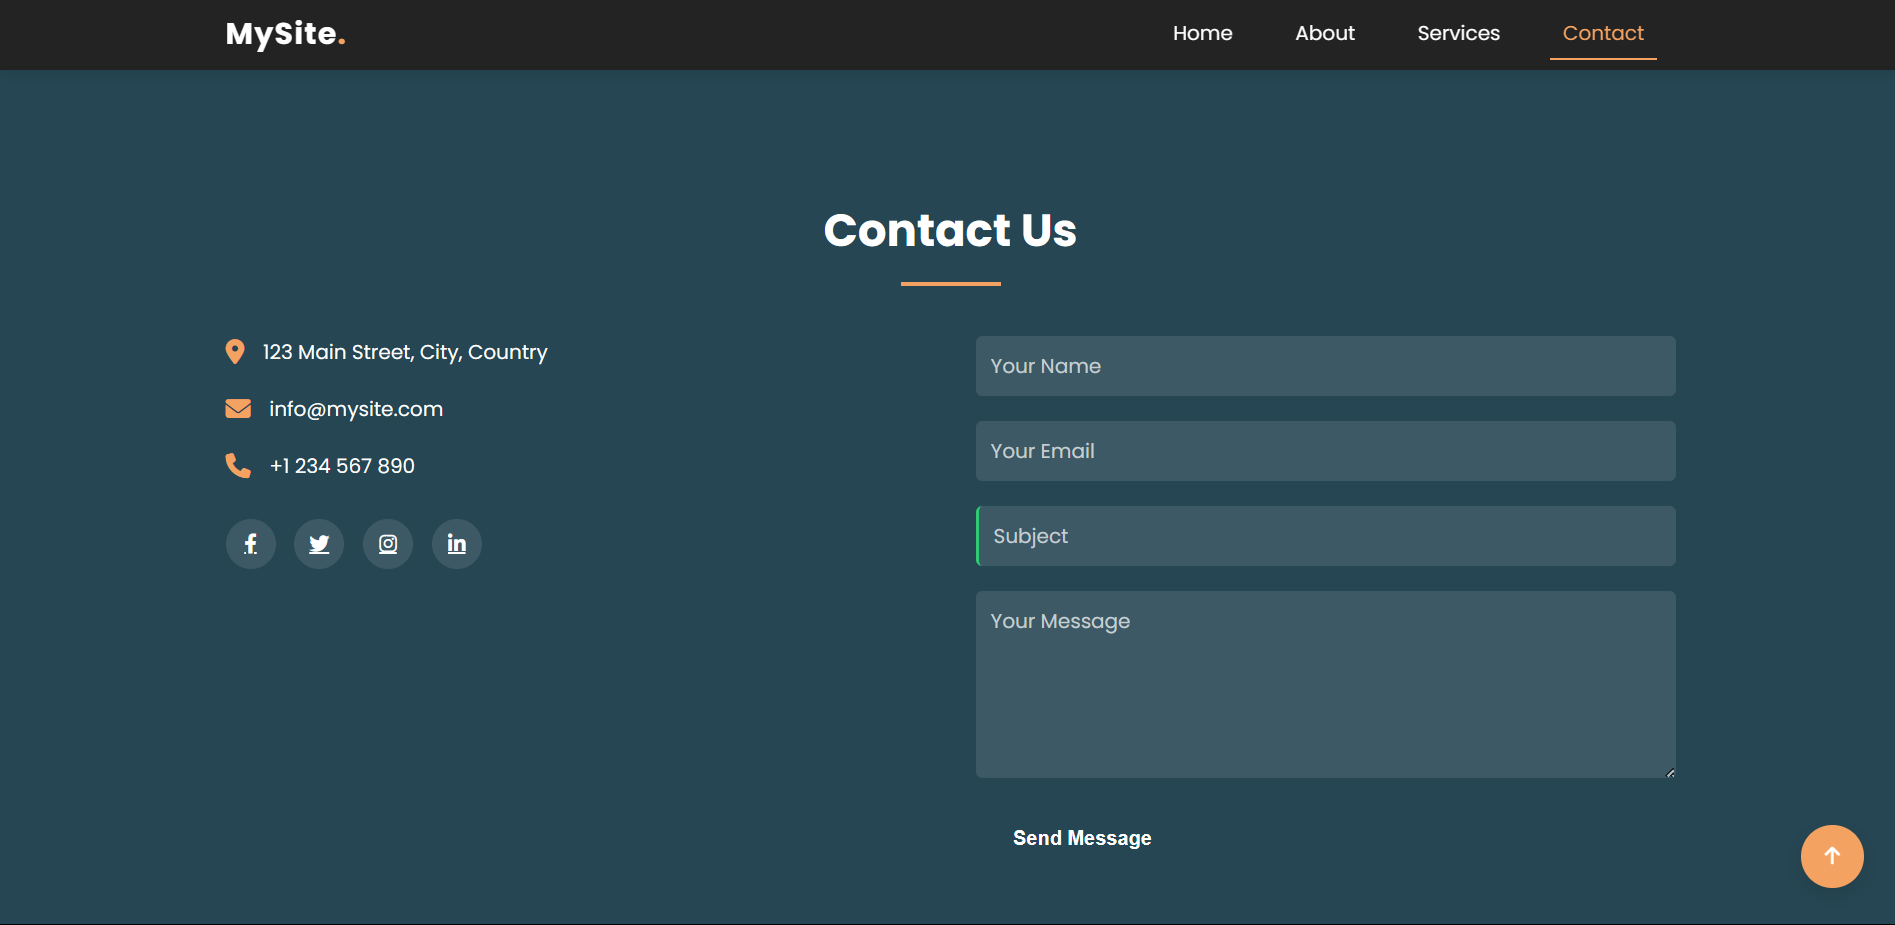 MySite.
Home About Services Contact
Contact Us
123 Main Street, City, Country
info@mysite.com
+1 234 567 890
Your Name
Your Email
Subject
Your Message
Send Message